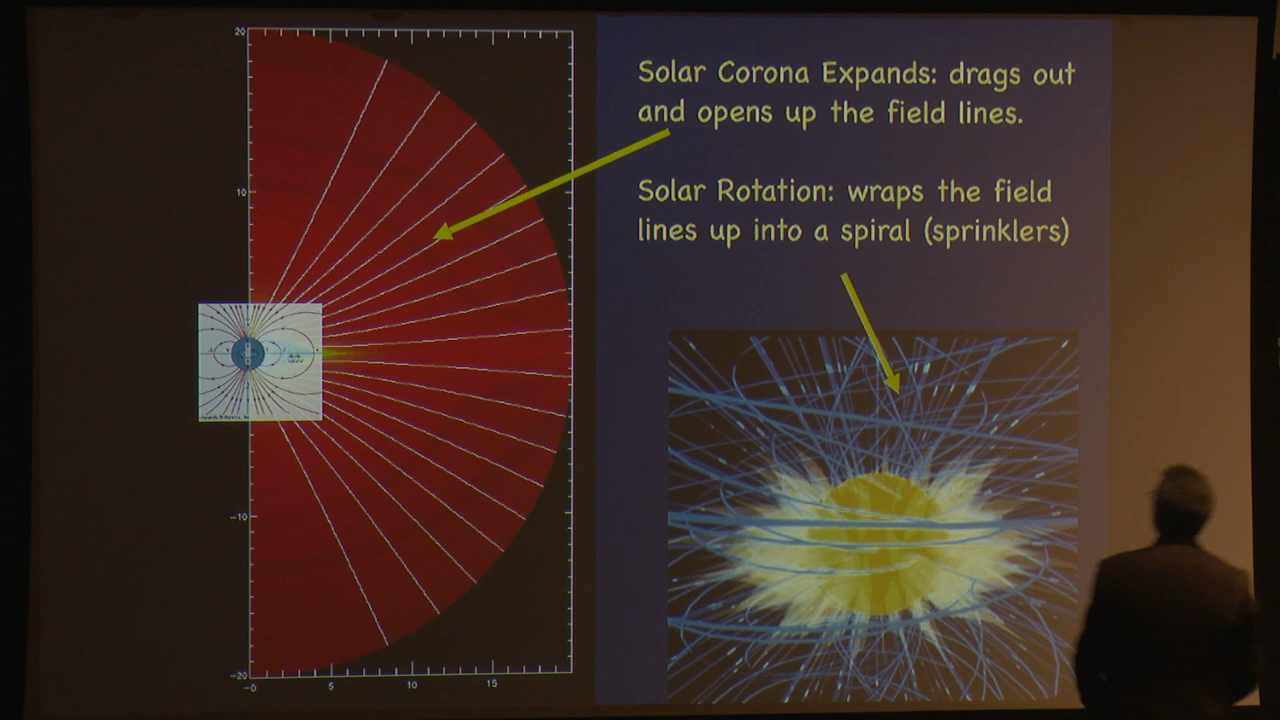 Solar Corona Expands: drags out
and opens up the field lines.
Solar Rotation: wraps the field
lines up into a spiral (sprinklers)
20
10
-10
-20
-0
5
10
15